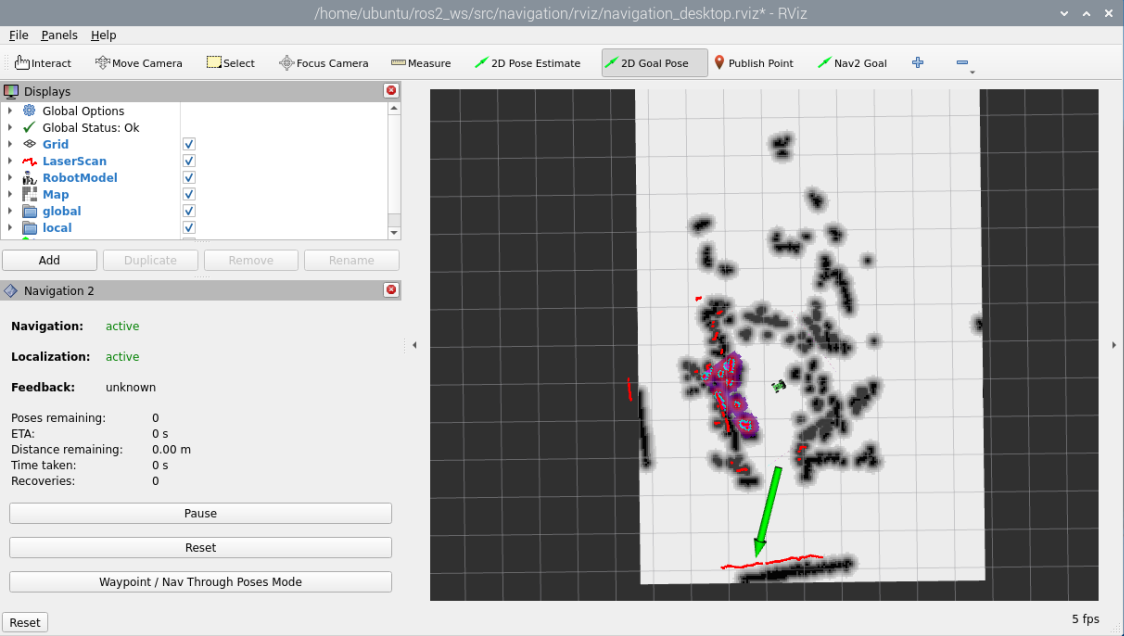 /home/ubuntu/ros2_ws/src/navigation/rviz/navigation_desktop.rviz* - RViz
File Panels Help
Interact Move Camera Select Focus Camera Measure 2D Pose Estimate 2D Goal Pose Publish Point Nav2 Goal
Displays
Global Options
Global Status: Ok
Grid
LaserScan
RobotModel
Map
global
local
Add Duplicate Remove Rename
Navigation 2
Navigation: active
Localization: active
Feedback: unknown
Poses remaining: 0
ETA: 0 s
Distance remaining: 0.00 m
Time taken: 0 s
Recoveries: 0
Pause
Reset
Waypoint / Nav Through Poses Mode
Reset
5 fps